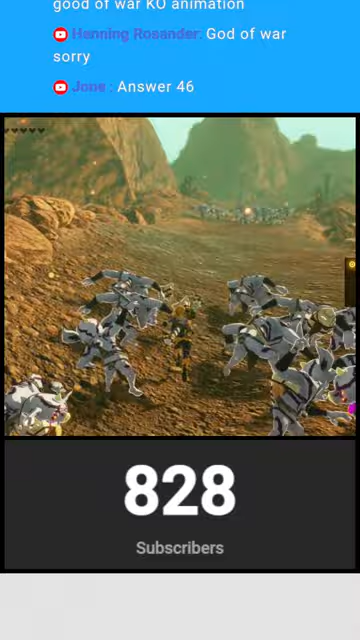 good of war KO animation
Henning Rosander: God of war
sorry
Jone : Answer 46
828
Subscribers